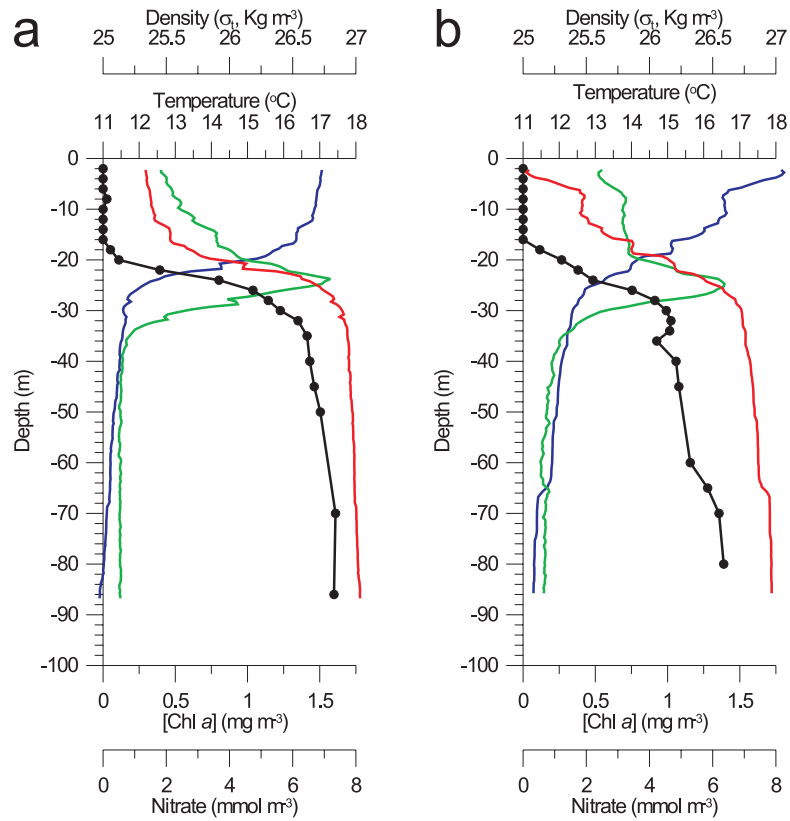 a
Density (σt, Kg m-3)
25 25.5 26 26.5 27
Temperature (oC)
11 12 13 14 15 16 17 18
0
-10
-20
-30
-40
-50
-60
-70
-80
-90
-100
Depth (m)
0 0.5 1 1.5
[Chl a] (mg m-3)
0 2 4 6 8
Nitrate (mmol m-3)
b
Density (σt, Kg m-3)
25 25.5 26 26.5 27
Temperature (oC)
11 12 13 14 15 16 17 18
0
-10
-20
-30
-40
-50
-60
-70
-80
-90
-100
Depth (m)
0 0.5 1 1.5
[Chl a] (mg m-3)
0 2 4 6 8
Nitrate (mmol m-3)